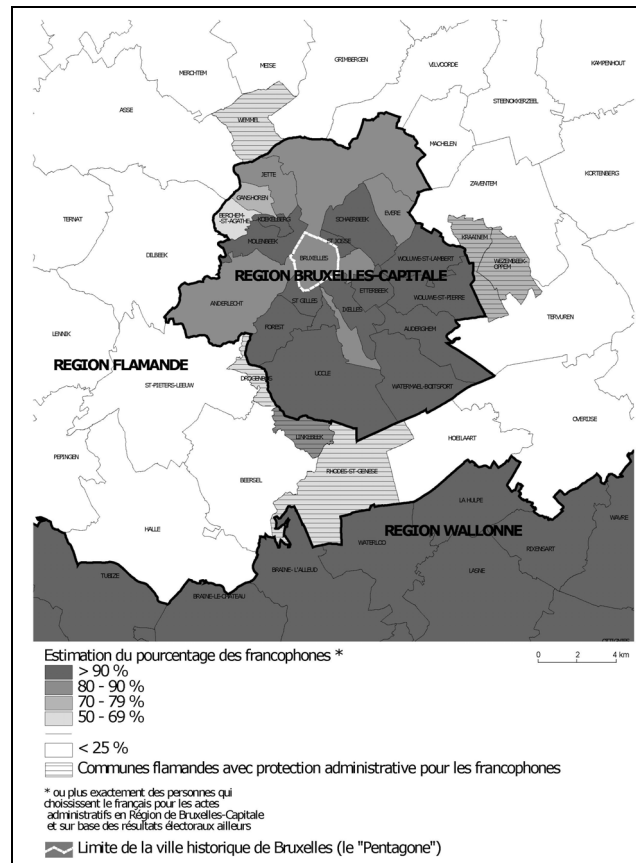 GRIMBERGEN
MEISE
KAMPENHOUT
VILVOORDE
MERCHTEM
STEENOKKERZEEL
ASSE
WEMMEL
MACHELEN
JETTE
KORTENBERG
ZAVENTEM
GANSHOREN
BERCHEM-
ST-AGATHE
KOEKELBERG
SCHAERBEEK
EVERE
TERNAT
KRAAINEM
MOLENBEEK
ST JOSSE
WEZEMBEEK-
OPPEM
DILBEEK
BRUXELLES
WOLUWE-ST-LAMBERT
REGION BRUXELLES-CAPITALE
ETTERBEEK
WOLUWE-ST-PIERRE
ANDERLECHT
ST GILLES
IXELLES
TERVUREN
FOREST
AUDERGHEM
LENNIK
REGION FLAMANDE
UCCLE
DROGENBOS
ST-PIETERS-LEEUW
WATERMAEL-BOITSFORT
OVERIJSE
LINKEBEEK
HOEILAART
PEPINGEN
RHODES-ST-GENESE
BEERSEL
LA HULPE
HALLE
REGION WALLONNE
WAVRE
WATERLOO
RIXENSART
BRAINE- L'ALLEUD
LASNE
TUBIZE
BRAINE-LE-CHATEAU
Estimation du pourcentage des francophones *
> 90 %
80 - 90 %
70 - 79 %
50 - 69 %
< 25 %
0 2 4 km
Communes flamandes avec protection administrative pour les francophones
* ou plus exactement des personnes qui
choississent le français pour les actes
administratifs en Région de Bruxelles-Capitale
et sur base des résultats électoraux ailleurs
Limite de la ville historique de Bruxelles (le "Pentagone")